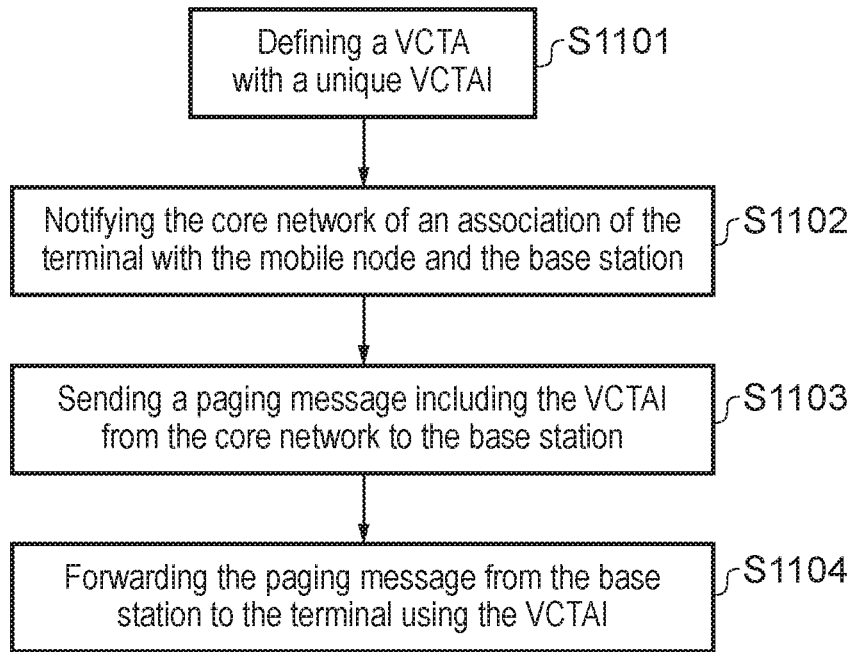 Defining a VCTA
with a unique VCTAI
S1101
Notifying the core network of an association of the
terminal with the mobile node and the base station
S1102
Sending a paging message including the VCTAI
from the core network to the base station
S1103
Forwarding the paging message from the base
station to the terminal using the VCTAI
S1104